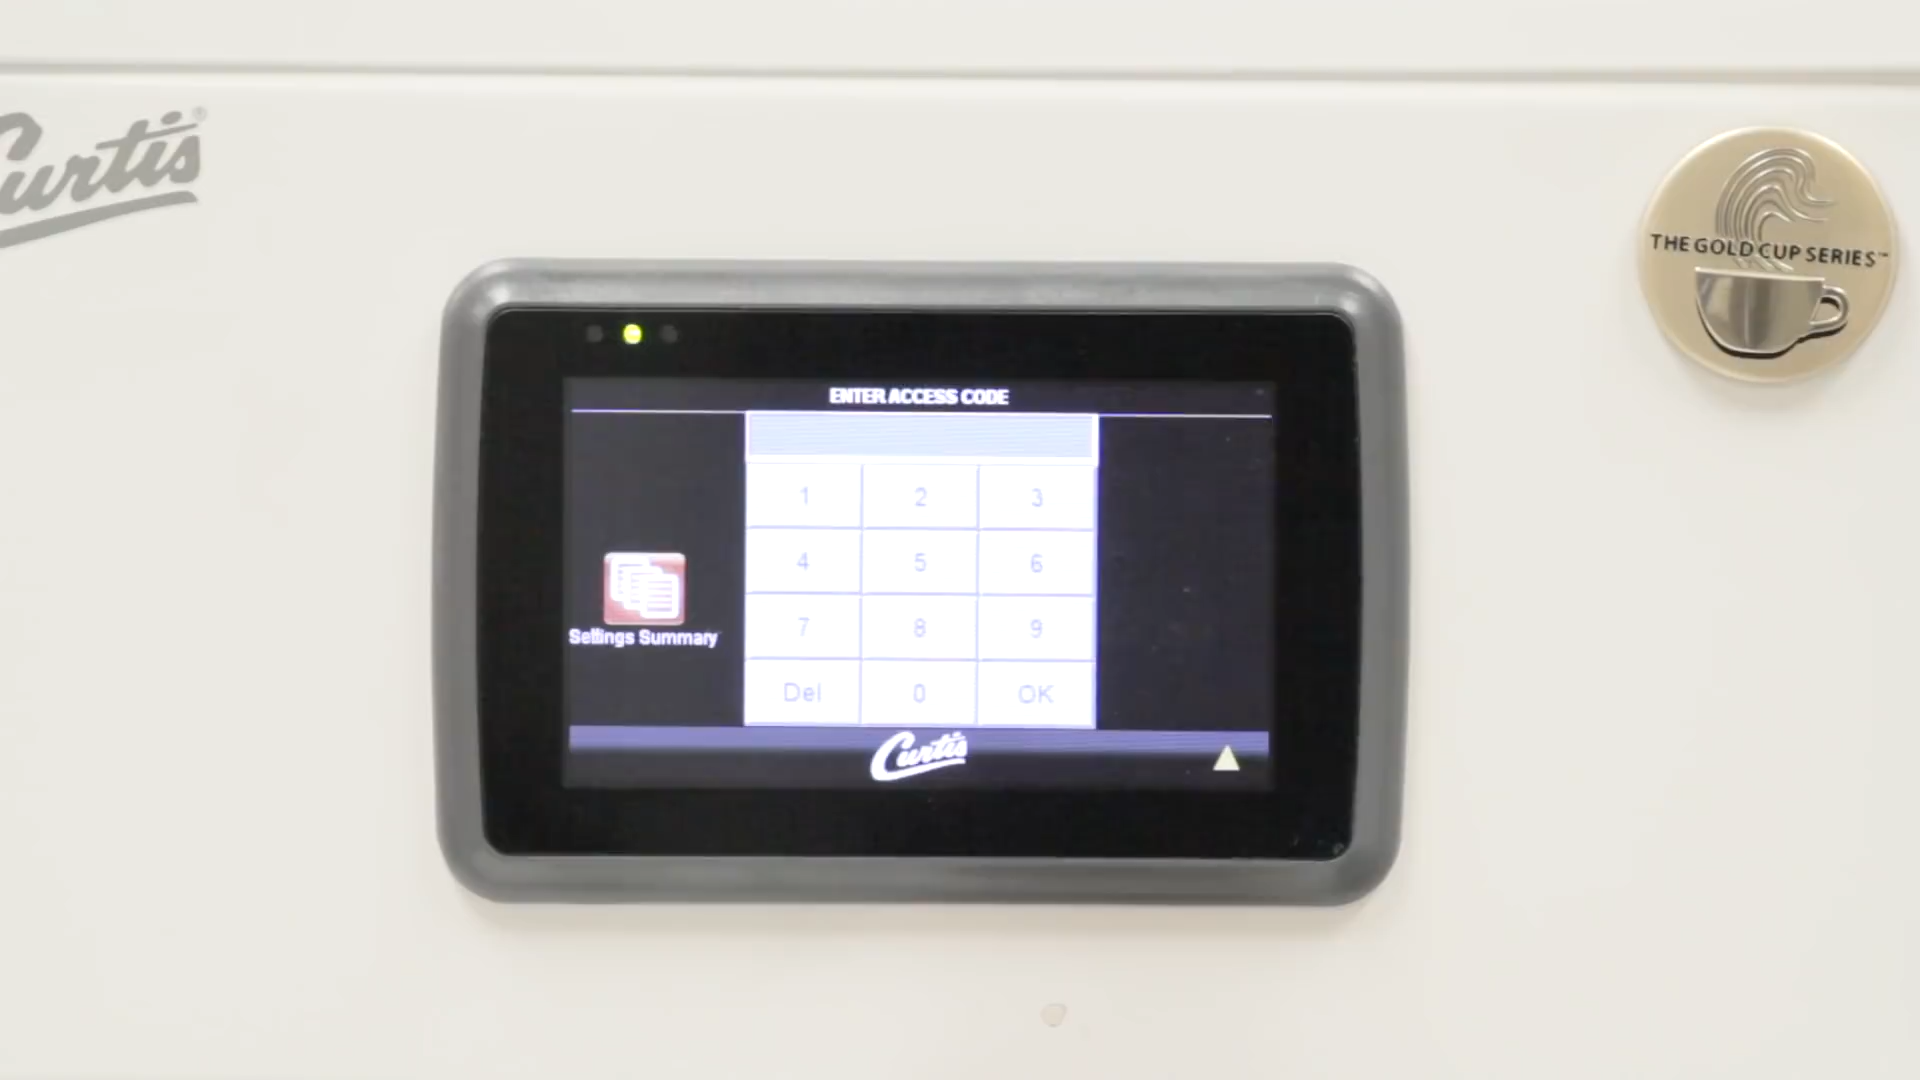 Curtis®
THE GOLD CUP SERIES™
ENTER ACCESS CODE
1 2 3
4 5 6
7 8 9
Del 0 OK
Settings Summary
Curtis